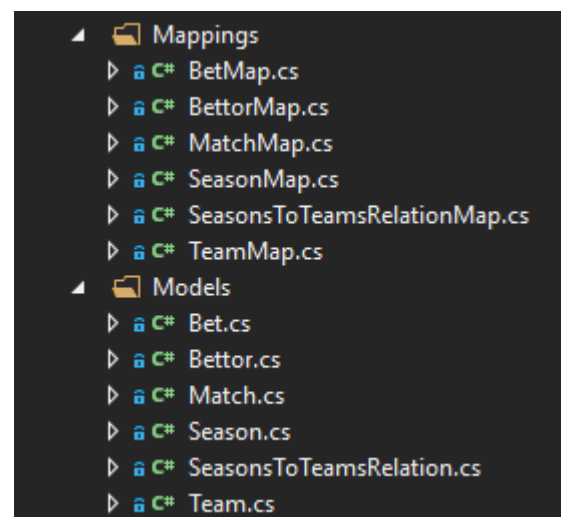 Mappings
C# BetMap.cs
C# BettorMap.cs
C# MatchMap.cs
C# SeasonMap.cs
C# SeasonsToTeamsRelationMap.cs
C# TeamMap.cs
Models
C# Bet.cs
C# Bettor.cs
C# Match.cs
C# Season.cs
C# SeasonsToTeamsRelation.cs
C# Team.cs